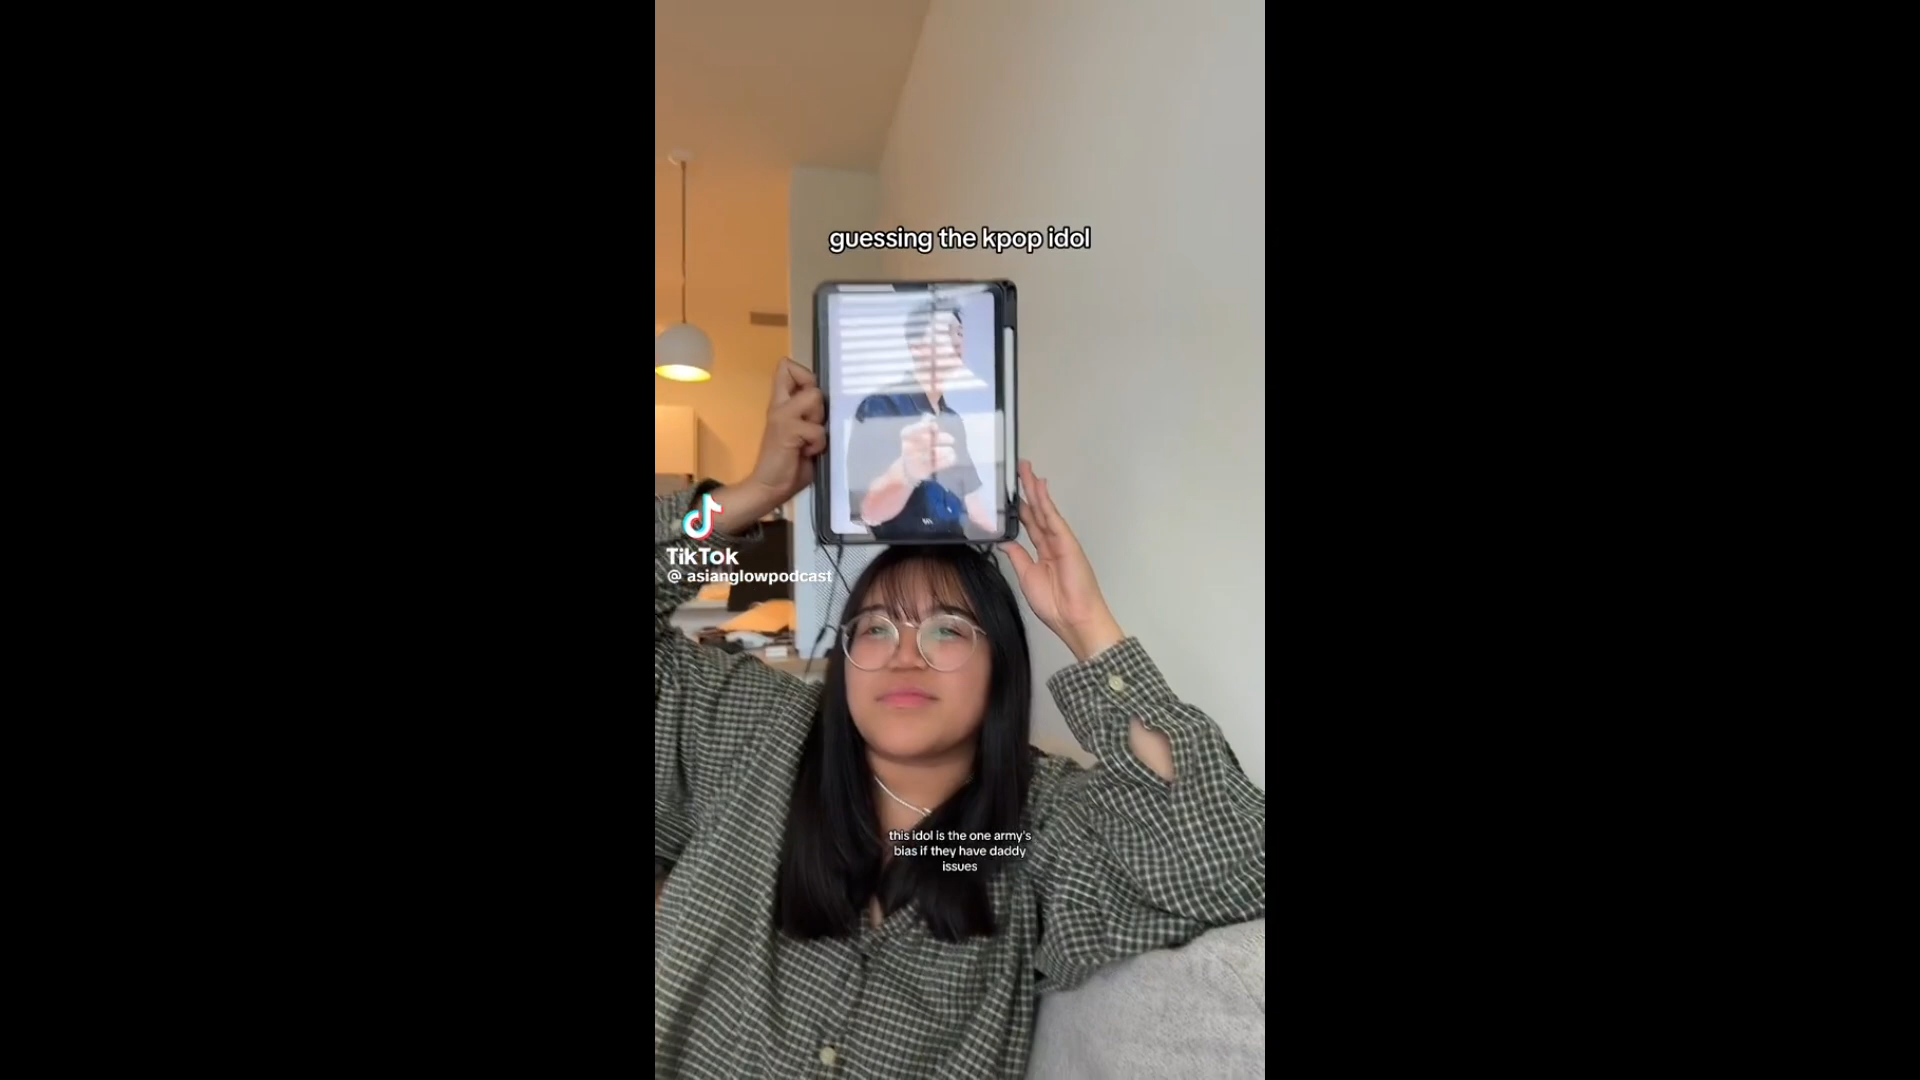 guessing the kpop idol
TikTok
@ asianglowpodcast
this idol is the one army's
bias if they have daddy
issues